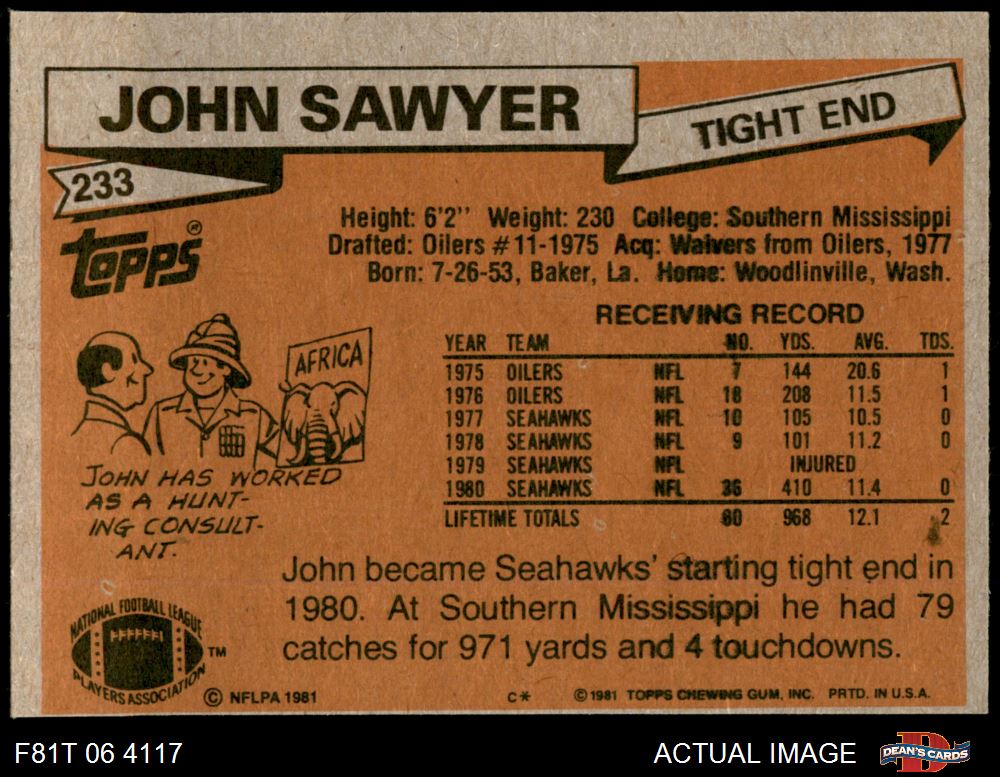 JOHN SAWYER
TIGHT END
233
TOPPS®
Height: 6'2'' Weight: 230 College: Southern Mississippi
Drafted: Oilers #11-1975 Acq: Waivers from Oilers, 1977
Born: 7-26-53, Baker, La. Home: Woodlinville, Wash.
RECEIVING RECORD
YEAR TEAM NO. YDS. AVG. TDS.
1975 OILERS NFL 7 144 20.6 1
1976 OILERS NFL 18 208 11.5 1
1977 SEAHAWKS NFL 10 105 10.5 0
1978 SEAHAWKS NFL 9 101 11.2 0
1979 SEAHAWKS NFL INJURED
1980 SEAHAWKS NFL 36 410 11.4 0
LIFETIME TOTALS 80 968 12.1 2
AFRICA
JOHN HAS WORKED
AS A HUNT-
ING CONSULT-
ANT.
John became Seahawks' starting tight end in
1980. At Southern Mississippi he had 79
catches for 971 yards and 4 touchdowns.
NATIONAL FOOTBALL LEAGUE
PLAYERS ASSOCIATION
TM
© NFLPA 1981
C*
© 1981 TOPPS CHEWING GUM, INC. PRTD. IN U.S.A.
F81T 06 4117
ACTUAL IMAGE
DEAN'S CARDS